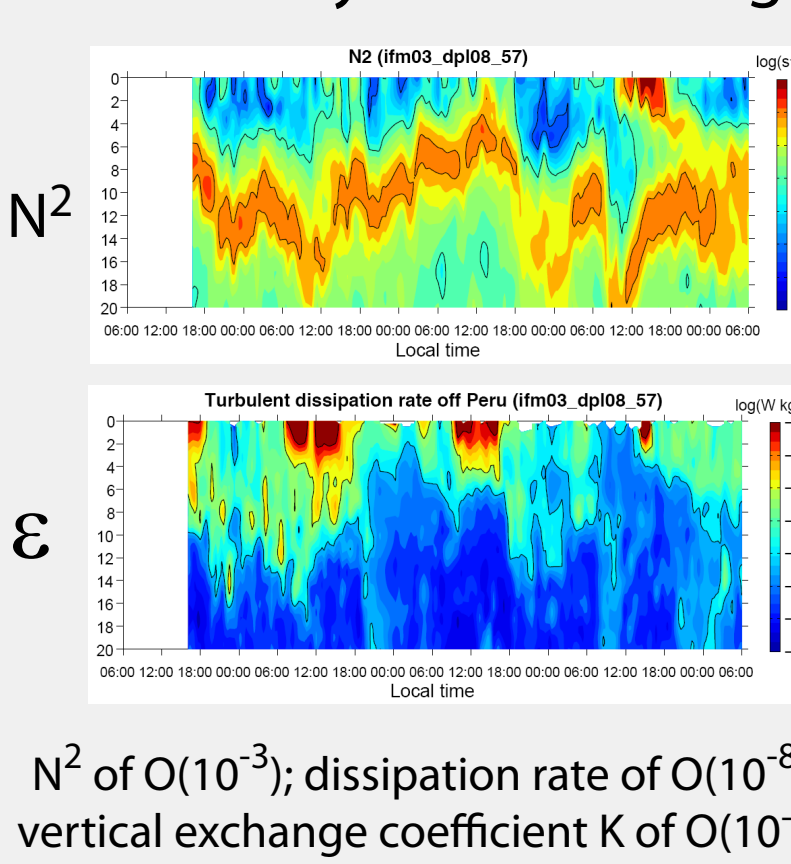 N2 (ifm03_dpl08_57)
log(s
0
2
4
6
8
10
12
14
16
18
20
N²
06:00 12:00 18:00 00:00 06:00 12:00 18:00 00:00 06:00 12:00 18:00 00:00 06:00 12:00 18:00 00:00 06:00
Local time
Turbulent dissipation rate off Peru (ifm03_dpl08_57)
log(W kg
0
2
4
6
8
10
12
14
16
18
20
ε
06:00 12:00 18:00 00:00 06:00 12:00 18:00 00:00 06:00 12:00 18:00 00:00 06:00 12:00 18:00 00:00 06:00
Local time
N² of O(10⁻³); dissipation rate of O(10⁻⁸
vertical exchange coefficient K of O(10⁻